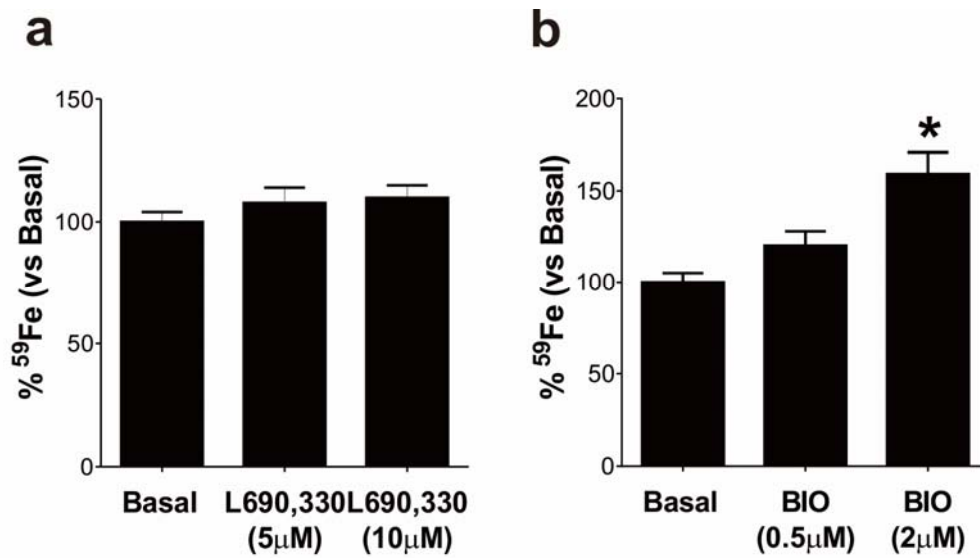 a
% ⁵⁹Fe (vs Basal)
150
100
50
0
Basal
L690,330
(5μM)
L690,330
(10μM)
b
% ⁵⁹Fe (vs Basal)
200
150
100
50
0
*
Basal
BIO
(0.5μM)
BIO
(2μM)